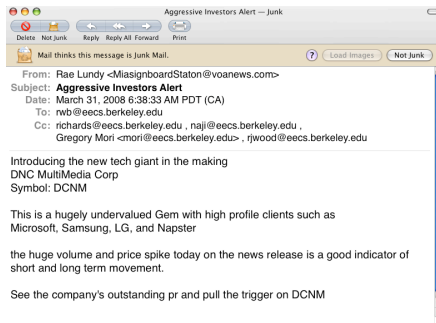 Aggressive Investors Alert — Junk
Delete Not Junk Reply Reply All Forward Print
Mail thinks this message is Junk Mail. ? Load Images Not Junk
From: Rae Lundy <MiasignboardStaton@voanews.com>
Subject: Aggressive Investors Alert
Date: March 31, 2008 6:38:33 AM PDT (CA)
To: rwb@eecs.berkeley.edu
Cc: richards@eecs.berkeley.edu , naji@eecs.berkeley.edu ,
Gregory Mori <mori@eecs.berkeley.edu> , rjwood@eecs.berkeley.edu
Introducing the new tech giant in the making
DNC MultiMedia Corp
Symbol: DCNM
This is a hugely undervalued Gem with high profile clients such as
Microsoft, Samsung, LG, and Napster
the huge volume and price spike today on the news release is a good indicator of
short and long term movement.
See the company's outstanding pr and pull the trigger on DCNM